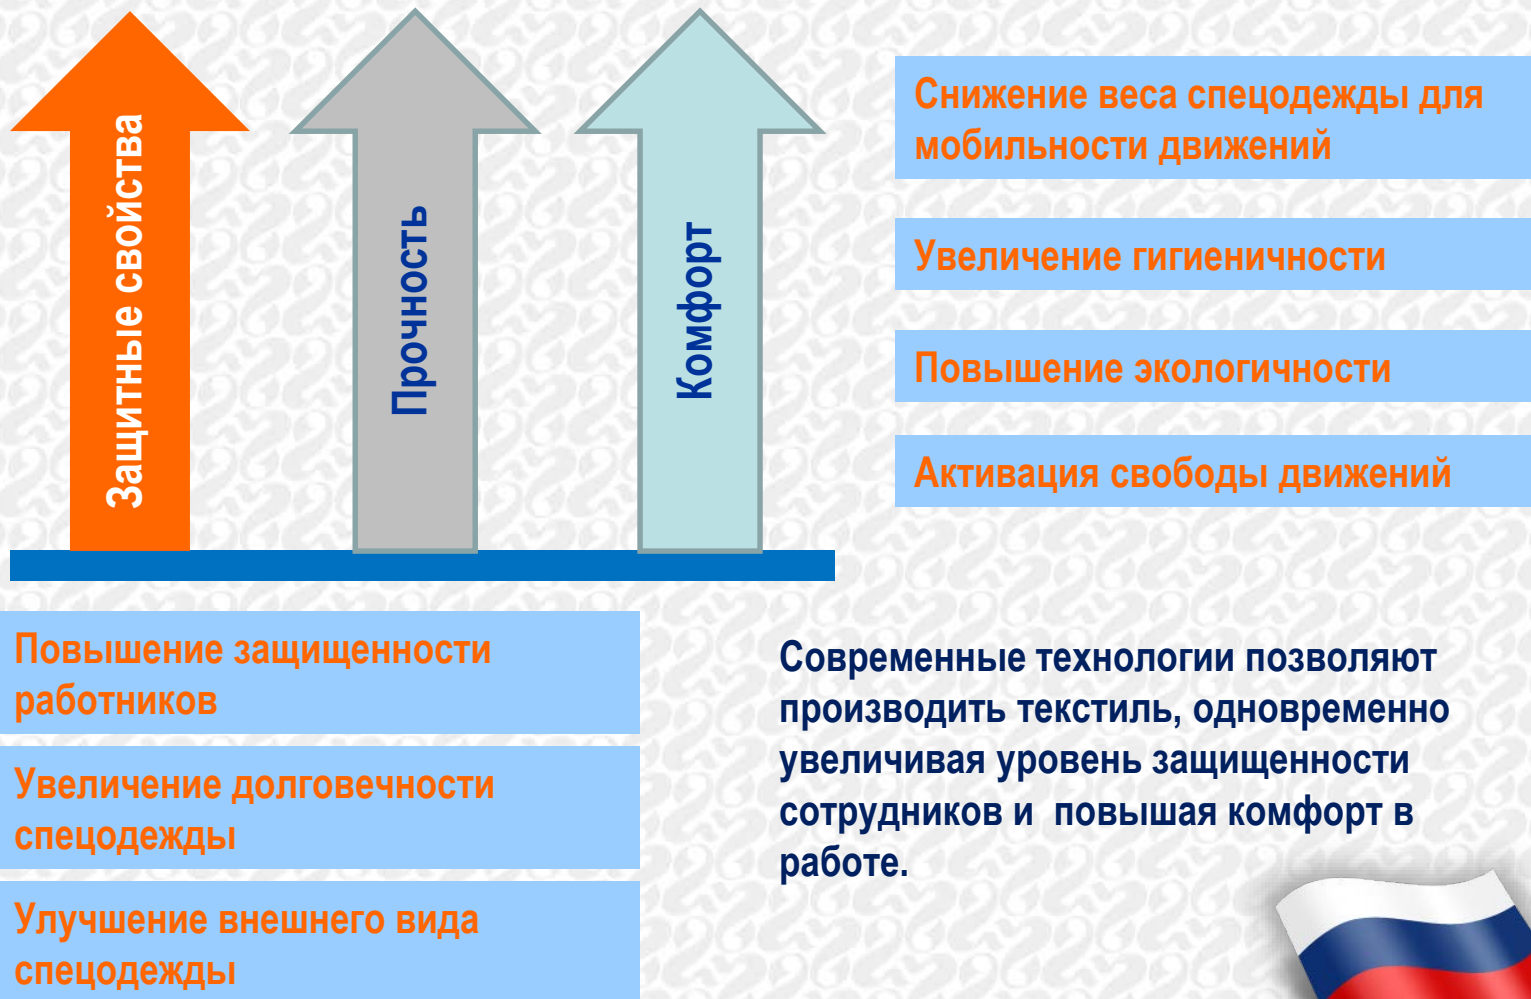 Защитные свойства
Прочность
Комфорт
Снижение веса спецодежды для
мобильности движений
Увеличение гигиеничности
Повышение экологичности
Активация свободы движений
Повышение защищенности
работников
Увеличение долговечности
спецодежды
Улучшение внешнего вида
спецодежды
Современные технологии позволяют
производить текстиль, одновременно
увеличивая уровень защищенности
сотрудников и  повышая комфорт в
работе.